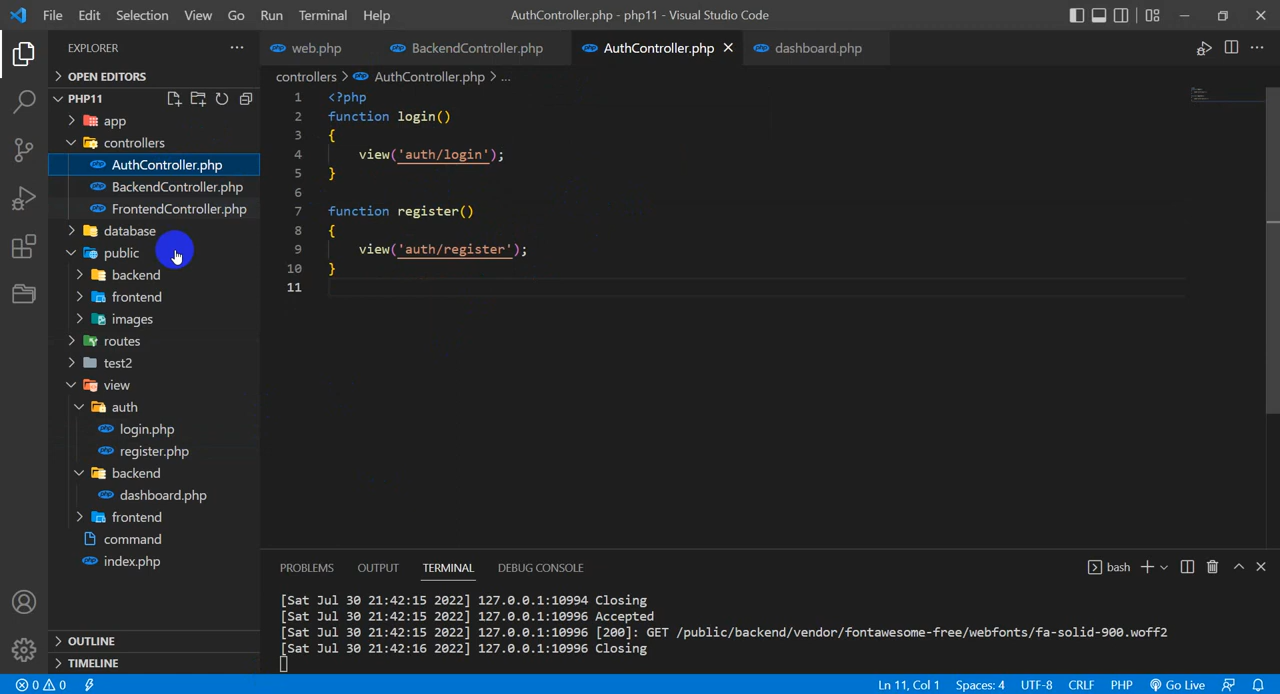 File Edit Selection View Go Run Terminal Help
AuthController.php - php11 - Visual Studio Code
EXPLORER
web.php
BackendController.php
AuthController.php
dashboard.php
OPEN EDITORS
PHP11
app
controllers
AuthController.php
BackendController.php
FrontendController.php
database
public
backend
frontend
images
routes
test2
view
auth
login.php
register.php
backend
dashboard.php
frontend
command
index.php
OUTLINE
TIMELINE
controllers > AuthController.php > ...
1 <?php
2 function login()
3 {
4 view('auth/login');
5 }
6
7 function register()
8 {
9 view('auth/register');
10 }
11
PROBLEMS OUTPUT TERMINAL DEBUG CONSOLE
bash
[Sat Jul 30 21:42:15 2022] 127.0.0.1:10994 Closing
[Sat Jul 30 21:42:15 2022] 127.0.0.1:10996 Accepted
[Sat Jul 30 21:42:15 2022] 127.0.0.1:10996 [200]: GET /public/backend/vendor/fontawesome-free/webfonts/fa-solid-900.woff2
[Sat Jul 30 21:42:16 2022] 127.0.0.1:10996 Closing
0 0
Ln 11, Col 1 Spaces: 4 UTF-8 CRLF PHP Go Live